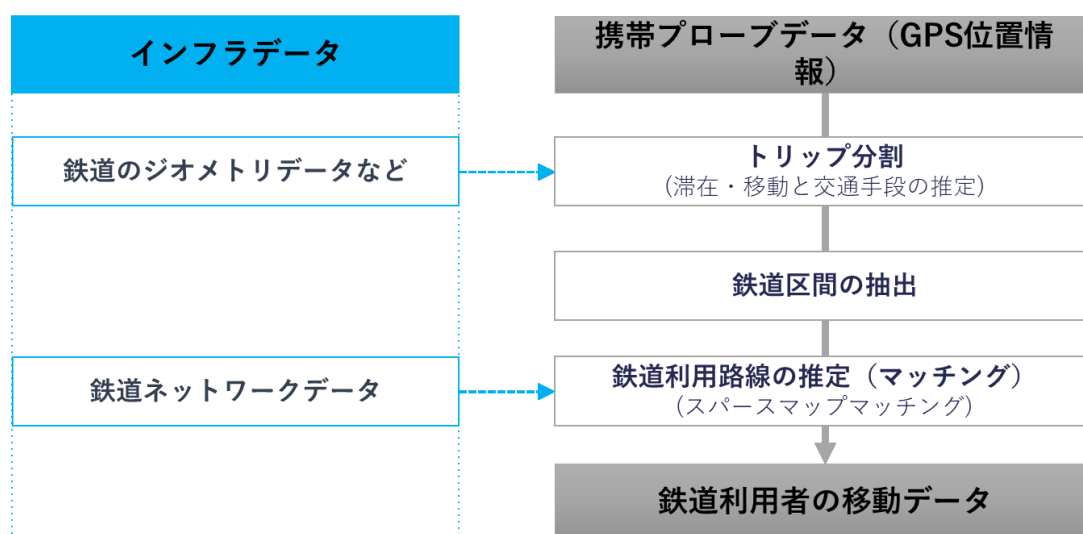 インフラデータ
携帯プローブデータ（GPS位置情
報）
鉄道のジオメトリデータなど
トリップ分割
（滞在・移動と交通手段の推定）
鉄道区間の抽出
鉄道ネットワークデータ
鉄道利用路線の推定（マッチング）
（スパースマップマッチング）
鉄道利用者の移動データ